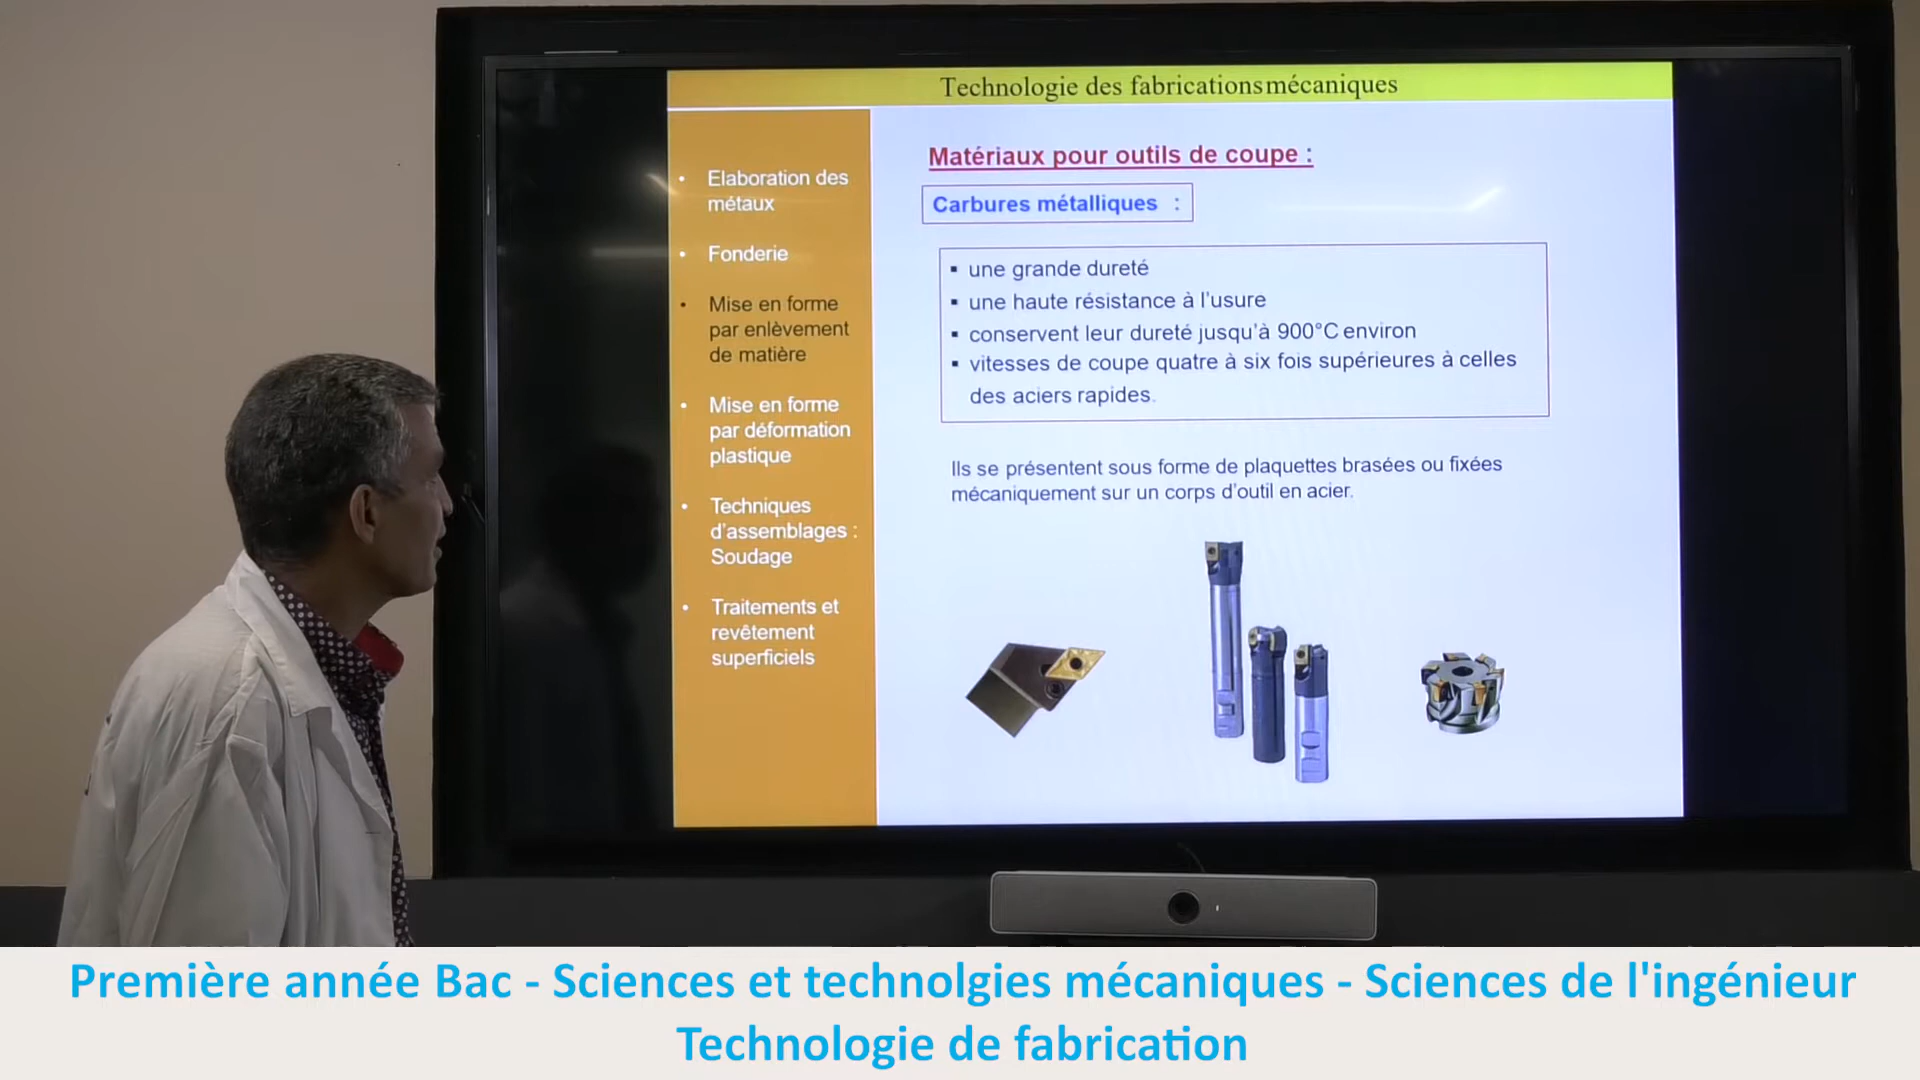 Technologie des fabrications mécaniques
• Elaboration des
métaux
• Fonderie
• Mise en forme
par enlèvement
de matière
• Mise en forme
par déformation
plastique
• Techniques
d'assemblages :
Soudage
• Traitements et
revêtement
superficiels
Matériaux pour outils de coupe :
Carbures métalliques :
▪ une grande dureté
▪ une haute résistance à l'usure
▪ conservent leur dureté jusqu'à 900°C environ
▪ vitesses de coupe quatre à six fois supérieures à celles
des aciers rapides.
Ils se présentent sous forme de plaquettes brasées ou fixées
mécaniquement sur un corps d'outil en acier.
Première année Bac - Sciences et technolgies mécaniques - Sciences de l'ingénieur
Technologie de fabrication